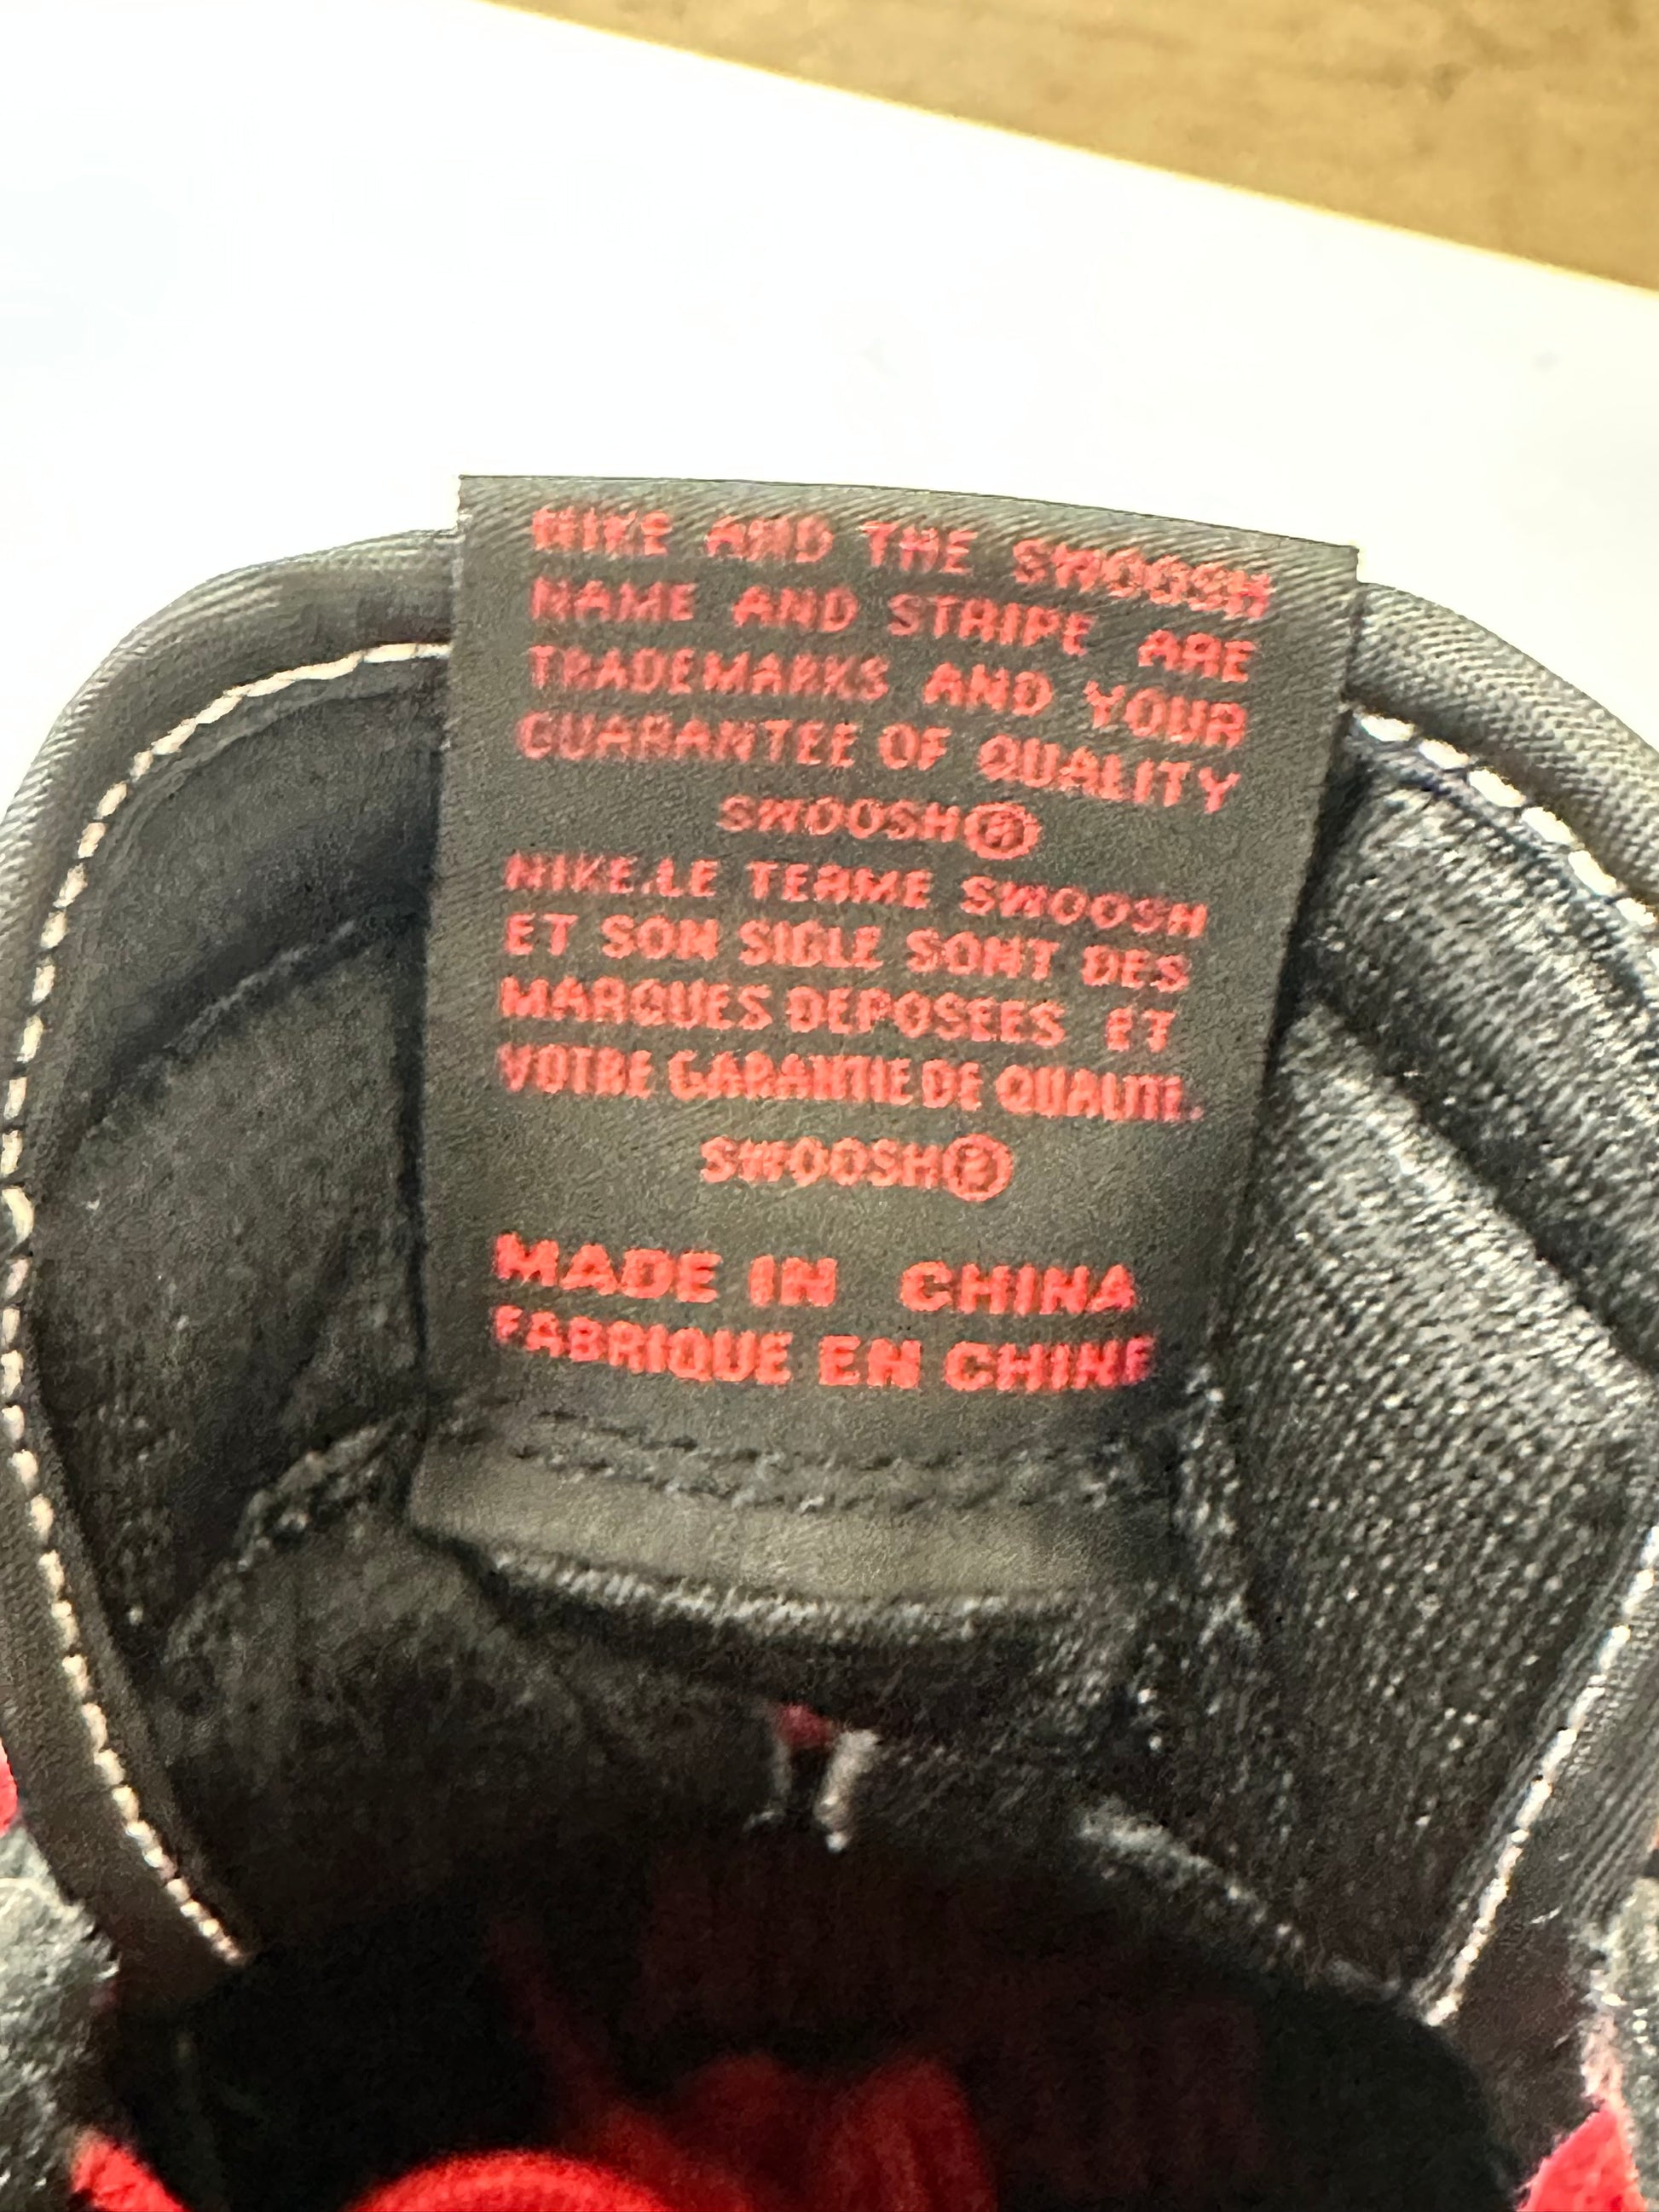 NIKE AND THE SWOOSH
NAME AND STRIPE ARE
TRADEMARKS AND YOUR
GUARANTEE OF QUALITY
SWOOSH®
NIKE.LE TERME SWOOSH
ET SON SIGLE SONT DES
MARQUES DEPOSEES ET
VOTRE GARANTIE DE QUALITE.
SWOOSH®
MADE IN CHINA
FABRIQUE EN CHINE